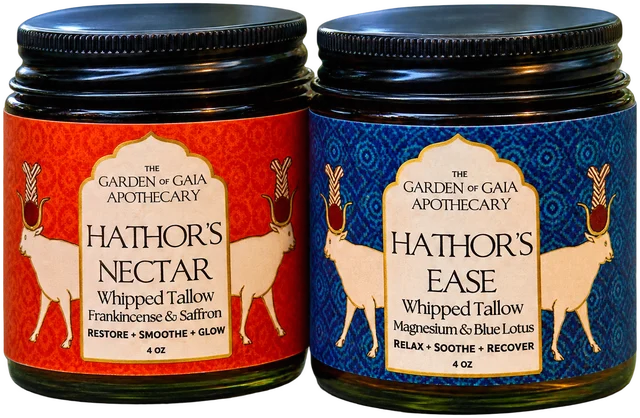 THE
GARDEN OF GAIA
APOTHECARY
HATHOR'S
NECTAR
Whipped Tallow
Frankincense & Saffron
RESTORE + SMOOTHE + GLOW
4 OZ
THE
GARDEN OF GAIA
APOTHECARY
HATHOR'S
EASE
Whipped Tallow
Magnesium & Blue Lotus
RELAX + SOOTHE + RECOVER
4 OZ